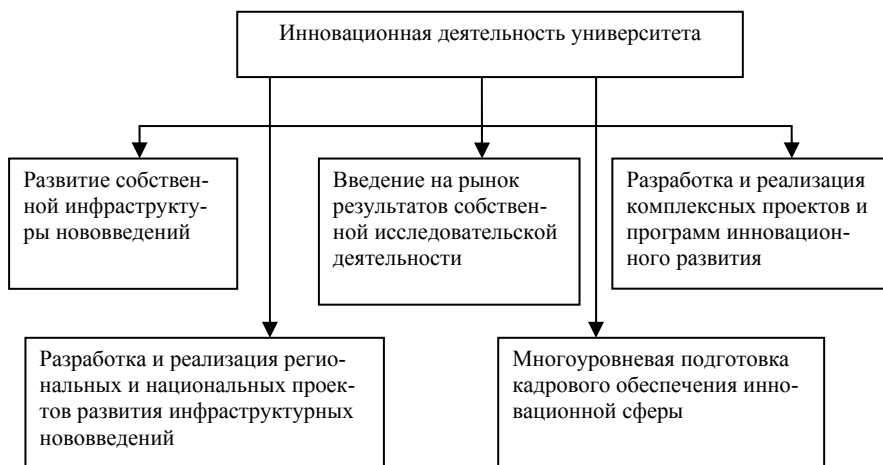 Инновационная деятельность университета
Развитие собствен-
ной инфраструкту-
ры нововведений
Введение на рынок
результатов собствен-
ной исследовательской
деятельности
Разработка и реализация
комплексных проектов и
программ инновацион-
ного развития
Разработка и реализация регио-
нальных и национальных проек-
тов развития инфраструктурных
нововведений
Многоуровневая подготовка
кадрового обеспечения инно-
вационной сферы